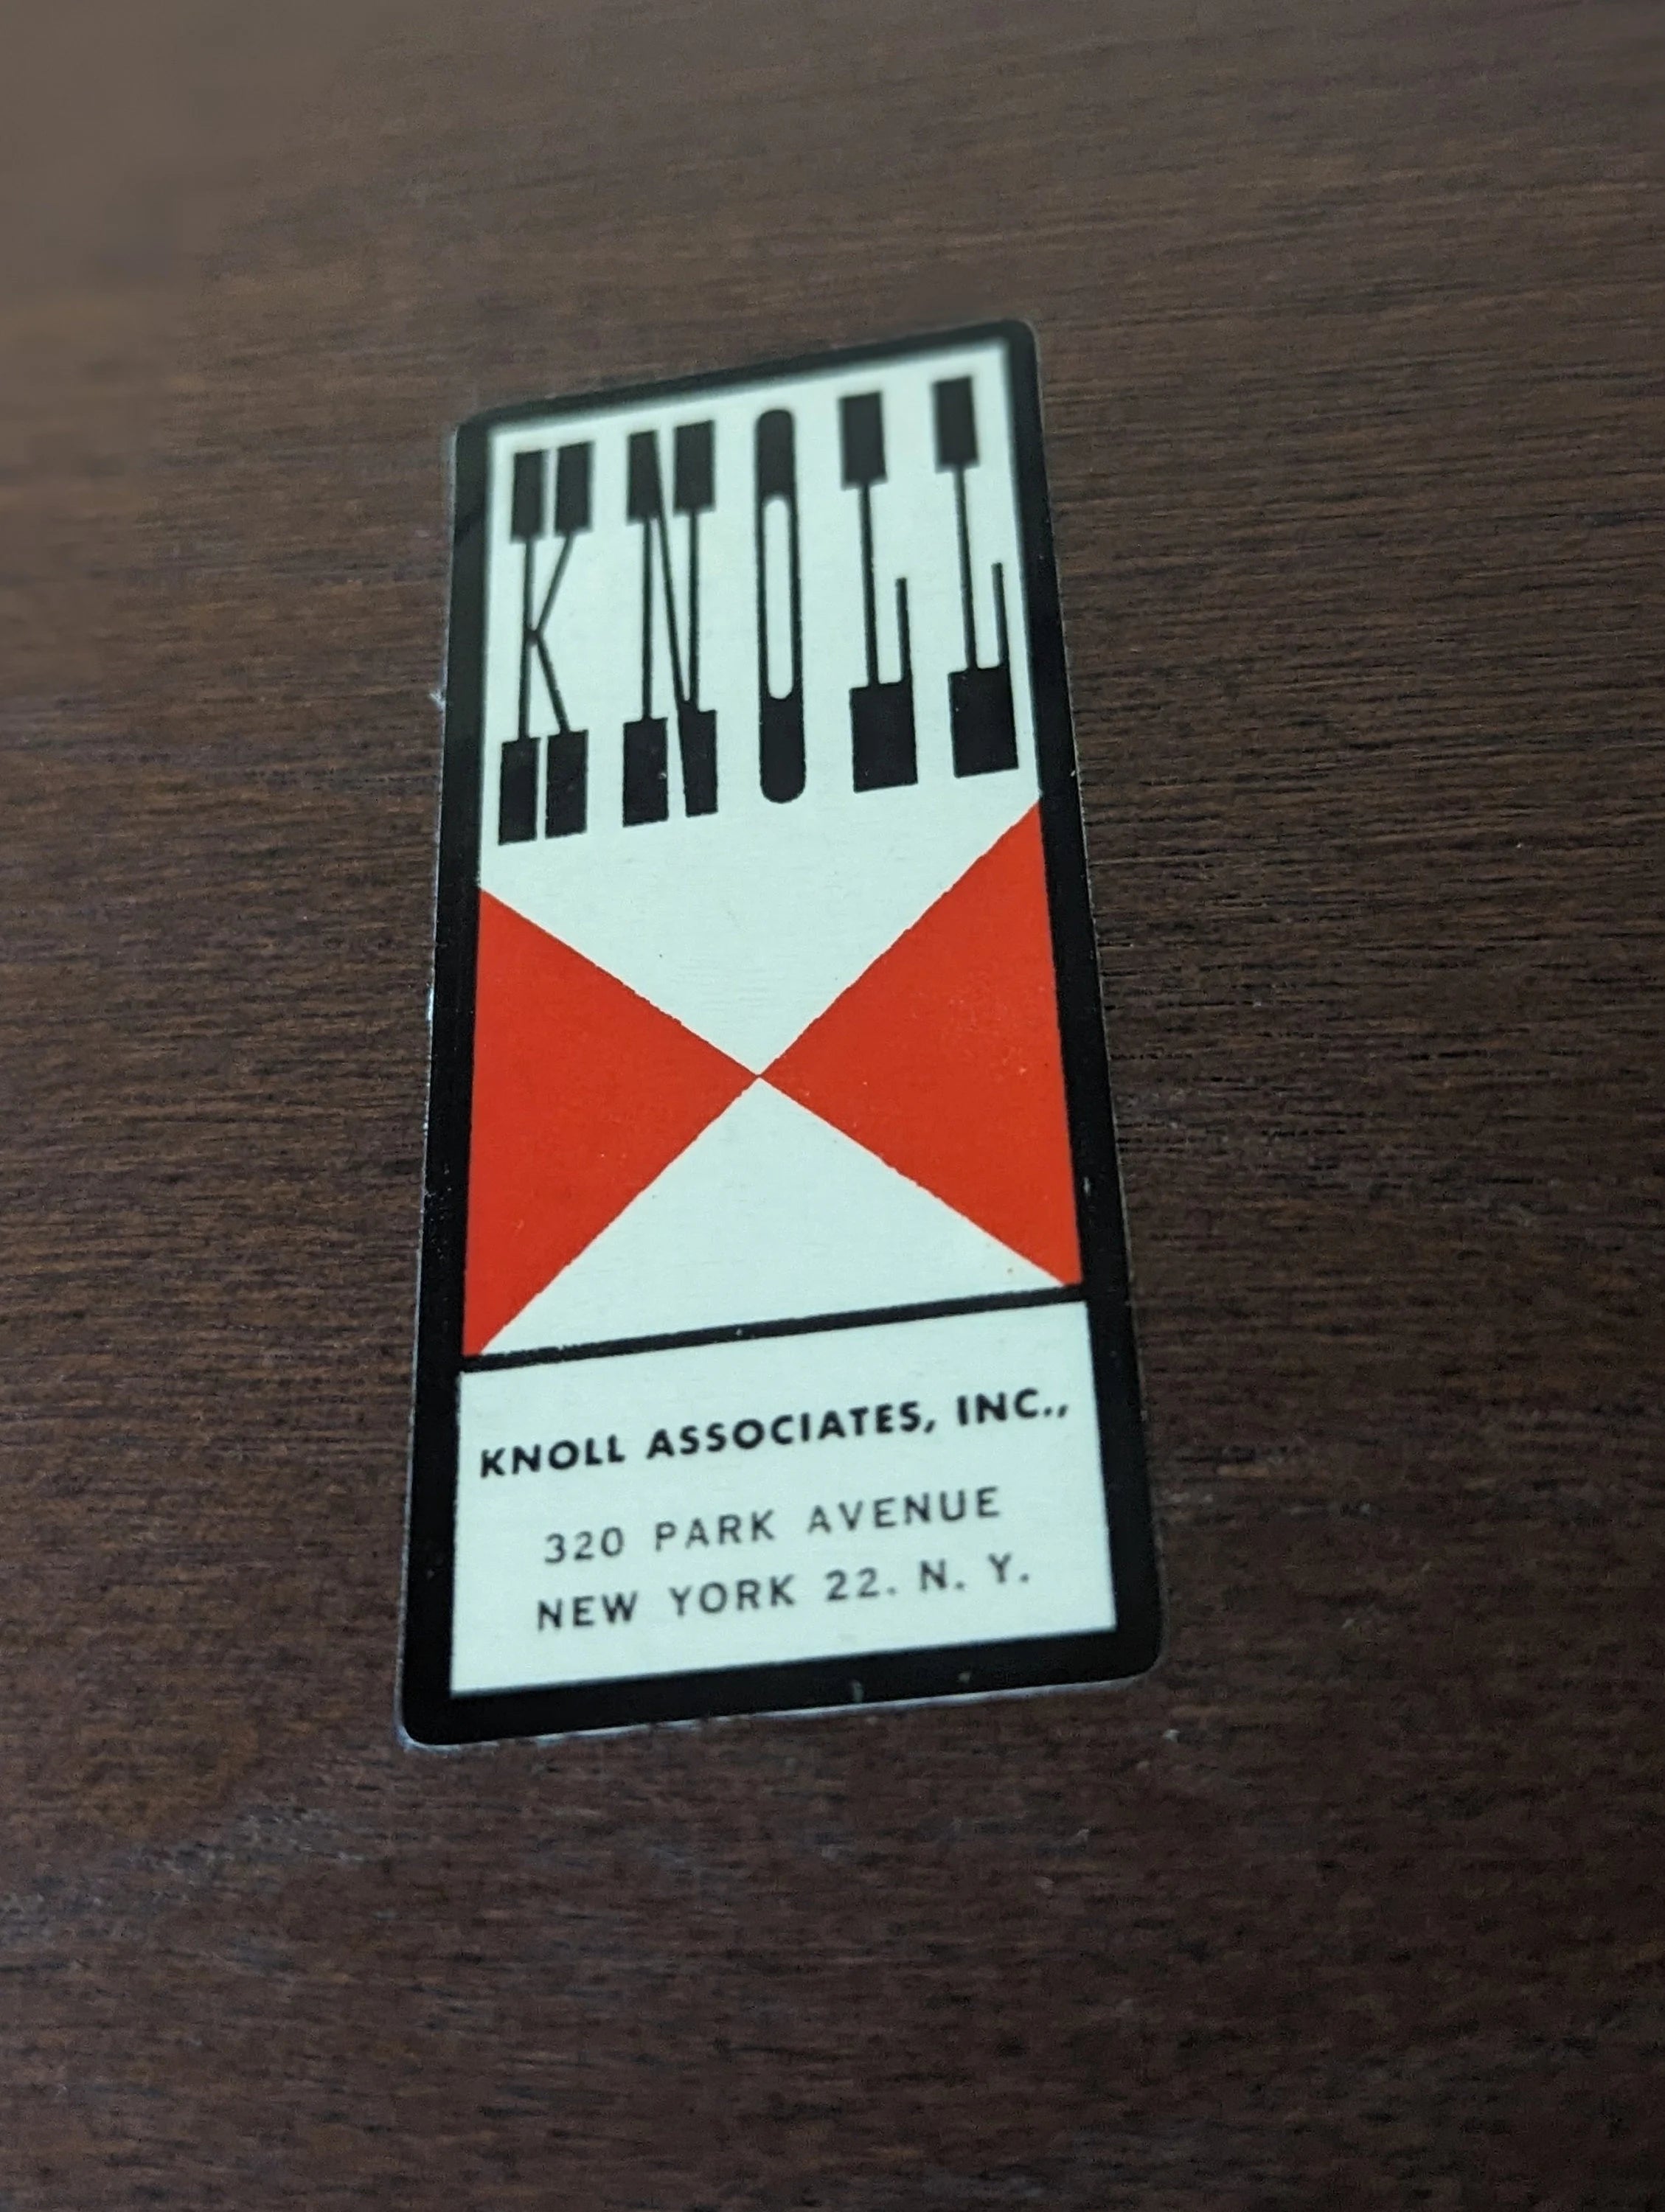 KNOLL
KNOLL ASSOCIATES, INC.,
320 PARK AVENUE
NEW YORK 22. N. Y.